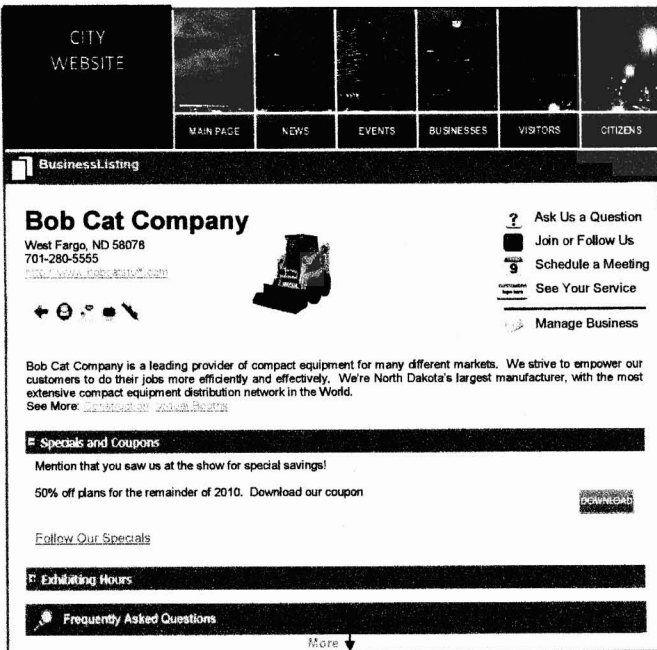 CITY
WEBSITE
MAIN PAGE NEWS EVENTS BUSINESSES VISITORS CITIZENS
BusinessListing
Bob Cat Company
West Fargo, ND 58078
701-280-5555
http://www.bobcatstuff.com
? Ask Us a Question
Join or Follow Us
9 Schedule a Meeting
See Your Service
Manage Business
Bob Cat Company is a leading provider of compact equipment for many different markets. We strive to empower our
customers to do their jobs more efficiently and effectively. We're North Dakota's largest manufacturer, with the most
extensive compact equipment distribution network in the World.
See More: Construction
Specials and Coupons
Mention that you saw us at the show for special savings!
50% off plans for the remainder of 2010. Download our coupon
DOWNLOAD
Follow Our Specials
Exhibiting Hours
Frequently Asked Questions
More